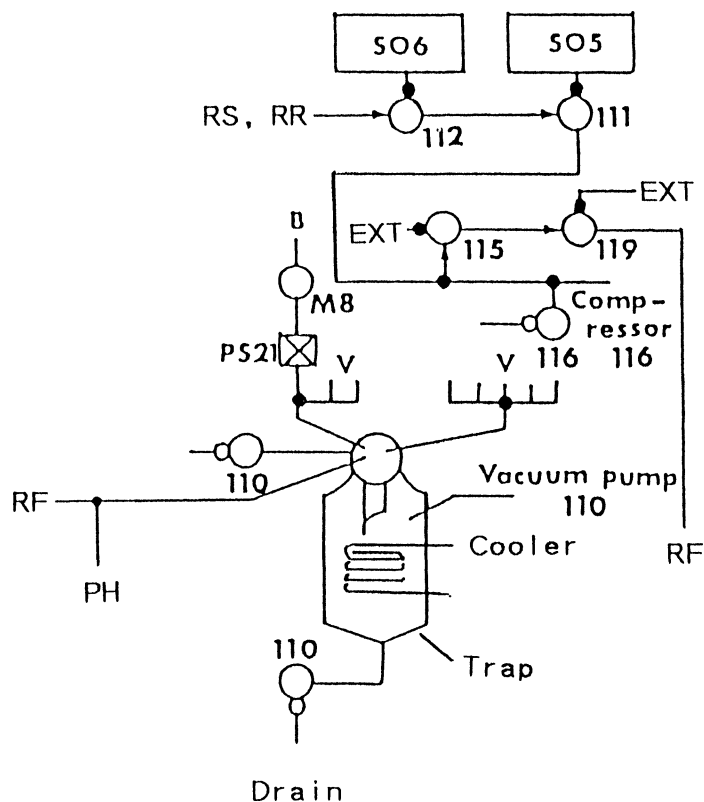 SO6
SO5
RS, RR
112
111
EXT
EXT
115
119
M8
Comp-
ressor
116
116
PS21
V
V
110
Vacuum pump
110
RF
Cooler
RF
PH
110
Trap
Drain